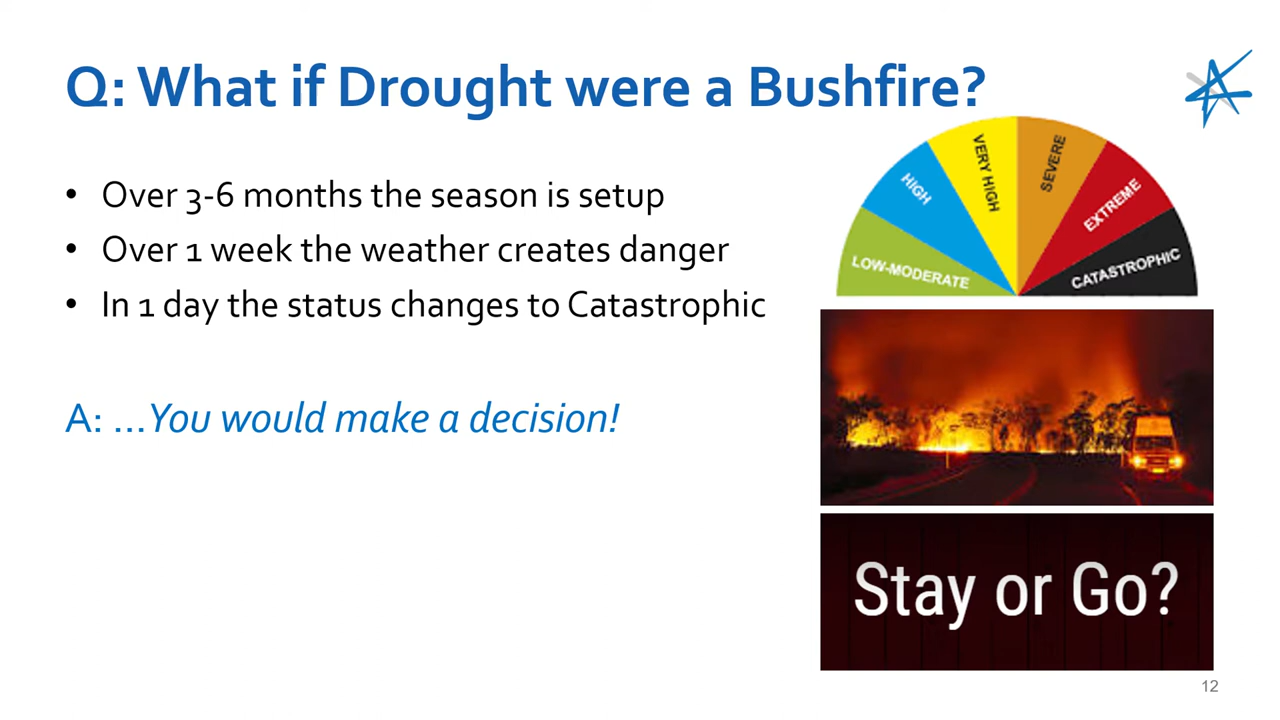 Q: What if Drought were a Bushfire?
• Over 3-6 months the season is setup
• Over 1 week the weather creates danger
• In 1 day the status changes to Catastrophic
A: …You would make a decision!
LOW-MODERATE
HIGH
VERY HIGH
SEVERE
EXTREME
CATASTROPHIC
Stay or Go?
12